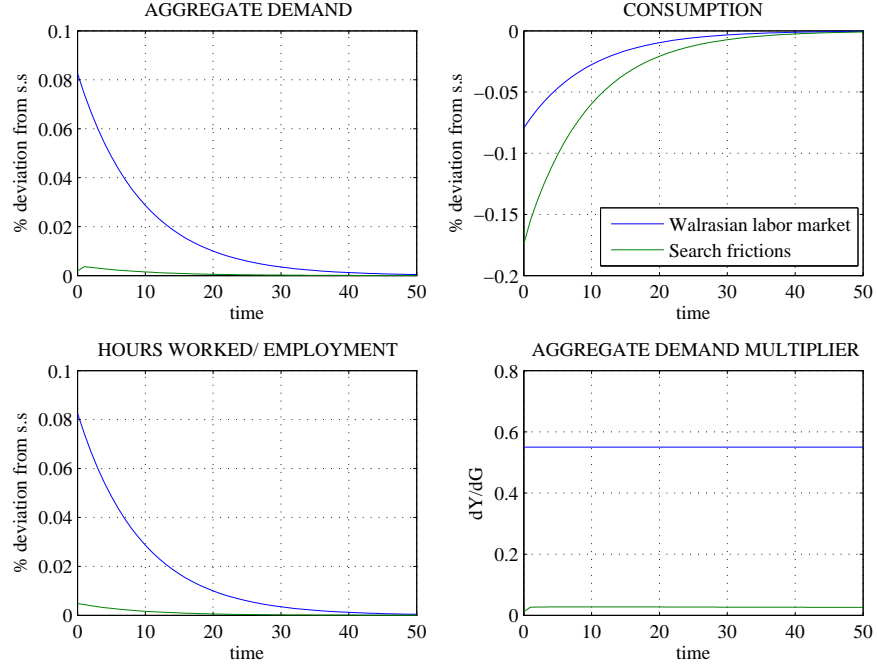 AGGREGATE DEMAND
0.1
0.08
0.06
0.04
0.02
0
% deviation from s.s
0 10 20 30 40 50
time
CONSUMPTION
0
−0.05
−0.1
−0.15
−0.2
% deviation from s.s
Walrasian labor market
Search frictions
0 10 20 30 40 50
time
HOURS WORKED/ EMPLOYMENT
0.1
0.08
0.06
0.04
0.02
0
% deviation from s.s
0 10 20 30 40 50
time
AGGREGATE DEMAND MULTIPLIER
0.8
0.6
0.4
0.2
0
dY/dG
0 10 20 30 40 50
time